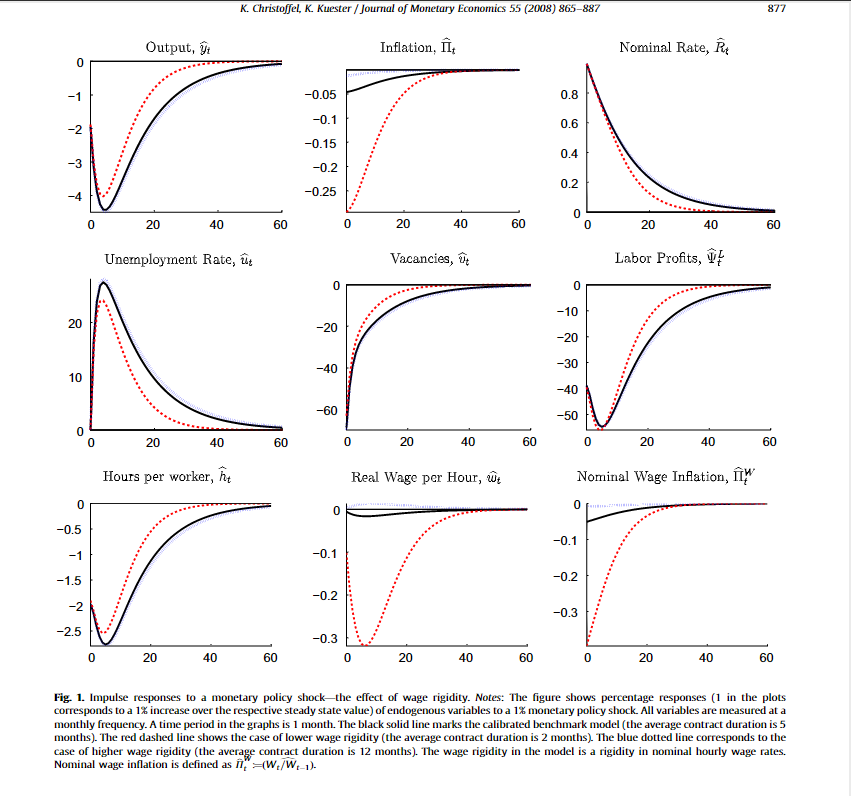 K. Christoffel, K. Kuester / Journal of Monetary Economics 55 (2008) 865–887 877
Output, ŷt Inflation, Π̂t Nominal Rate, R̂t
0
−1
−2
−3
−4
0 20 40 60
−0.05
−0.1
−0.15
−0.2
−0.25
0 20 40 60
0.8
0.6
0.4
0.2
0
0 20 40 60
Unemployment Rate, ût Vacancies, v̂t Labor Profits, Ψ̂tL
20
10
0
0 20 40 60
0
−20
−40
−60
0 20 40 60
0
−10
−20
−30
−40
−50
0 20 40 60
Hours per worker, ĥt Real Wage per Hour, ŵt Nominal Wage Inflation, Π̂tW
0
−0.5
−1
−1.5
−2
−2.5
0 20 40 60
0
−0.1
−0.2
−0.3
0 20 40 60
0
−0.1
−0.2
−0.3
0 20 40 60
Fig. 1. Impulse responses to a monetary policy shock—the effect of wage rigidity. Notes: The figure shows percentage responses (1 in the plots
corresponds to a 1% increase over the respective steady state value) of endogenous variables to a 1% monetary policy shock. All variables are measured at a
monthly frequency. A time period in the graphs is 1 month. The black solid line marks the calibrated benchmark model (the average contract duration is 5
months). The red dashed line shows the case of lower wage rigidity (the average contract duration is 2 months). The blue dotted line corresponds to the
case of higher wage rigidity (the average contract duration is 12 months). The wage rigidity in the model is a rigidity in nominal hourly wage rates.
Nominal wage inflation is defined as Π̂tW:=(Wt/Wt−1).